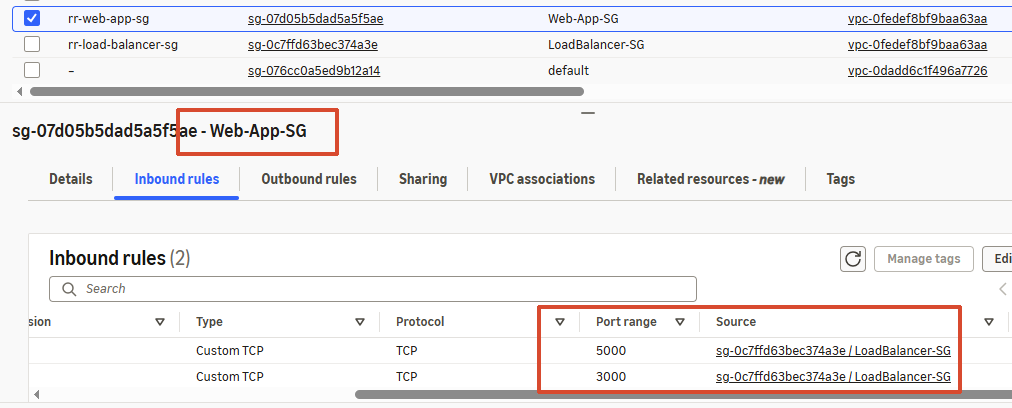 rr-web-app-sg sg-07d05b5dad5a5f5ae Web-App-SG vpc-0fedef8bf9baa63aa
rr-load-balancer-sg sg-0c7ffd63bec374a3e LoadBalancer-SG vpc-0fedef8bf9baa63aa
– sg-076cc0a5ed9b12a14 default vpc-0dadd6c1f496a7726
sg-07d05b5dad5a5f5ae - Web-App-SG
Details Inbound rules Outbound rules Sharing VPC associations Related resources - new Tags
Inbound rules (2) Manage tags Edi
Search
sion Type Protocol Port range Source
Custom TCP TCP 5000 sg-0c7ffd63bec374a3e / LoadBalancer-SG
Custom TCP TCP 3000 sg-0c7ffd63bec374a3e / LoadBalancer-SG